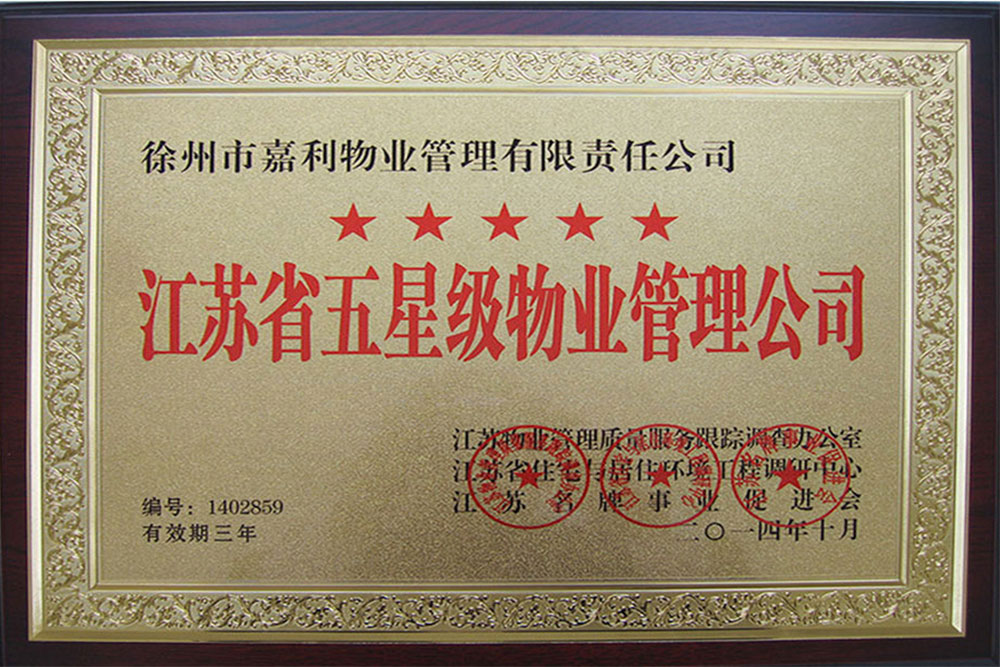 徐州市嘉利物业管理有限责任公司
★★★★★
江苏省五星级物业管理公司
江苏物业管理质量服务跟踪调查办公室
江苏省住宅与居住环境工程调研中心
江苏名牌事业促进会
编号：1402859
有效期三年
二〇一四年十月